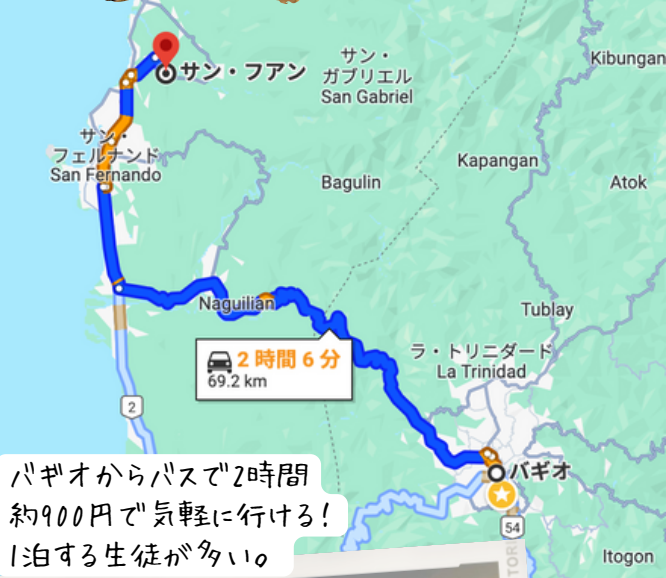 サン・フアン
サン・
ガブリエル
San Gabriel
Kibungan
サン・
フェルナンド
San Fernando
Kapangan
Bagulin
Atok
Naguilian
Tublay
2 時間 6 分
69.2 km
ラ・トリニダード
La Trinidad
2
バギオ
54
Itogon
バギオからバスで2時間
約900円で気軽に行ける!
1泊する生徒が多い。